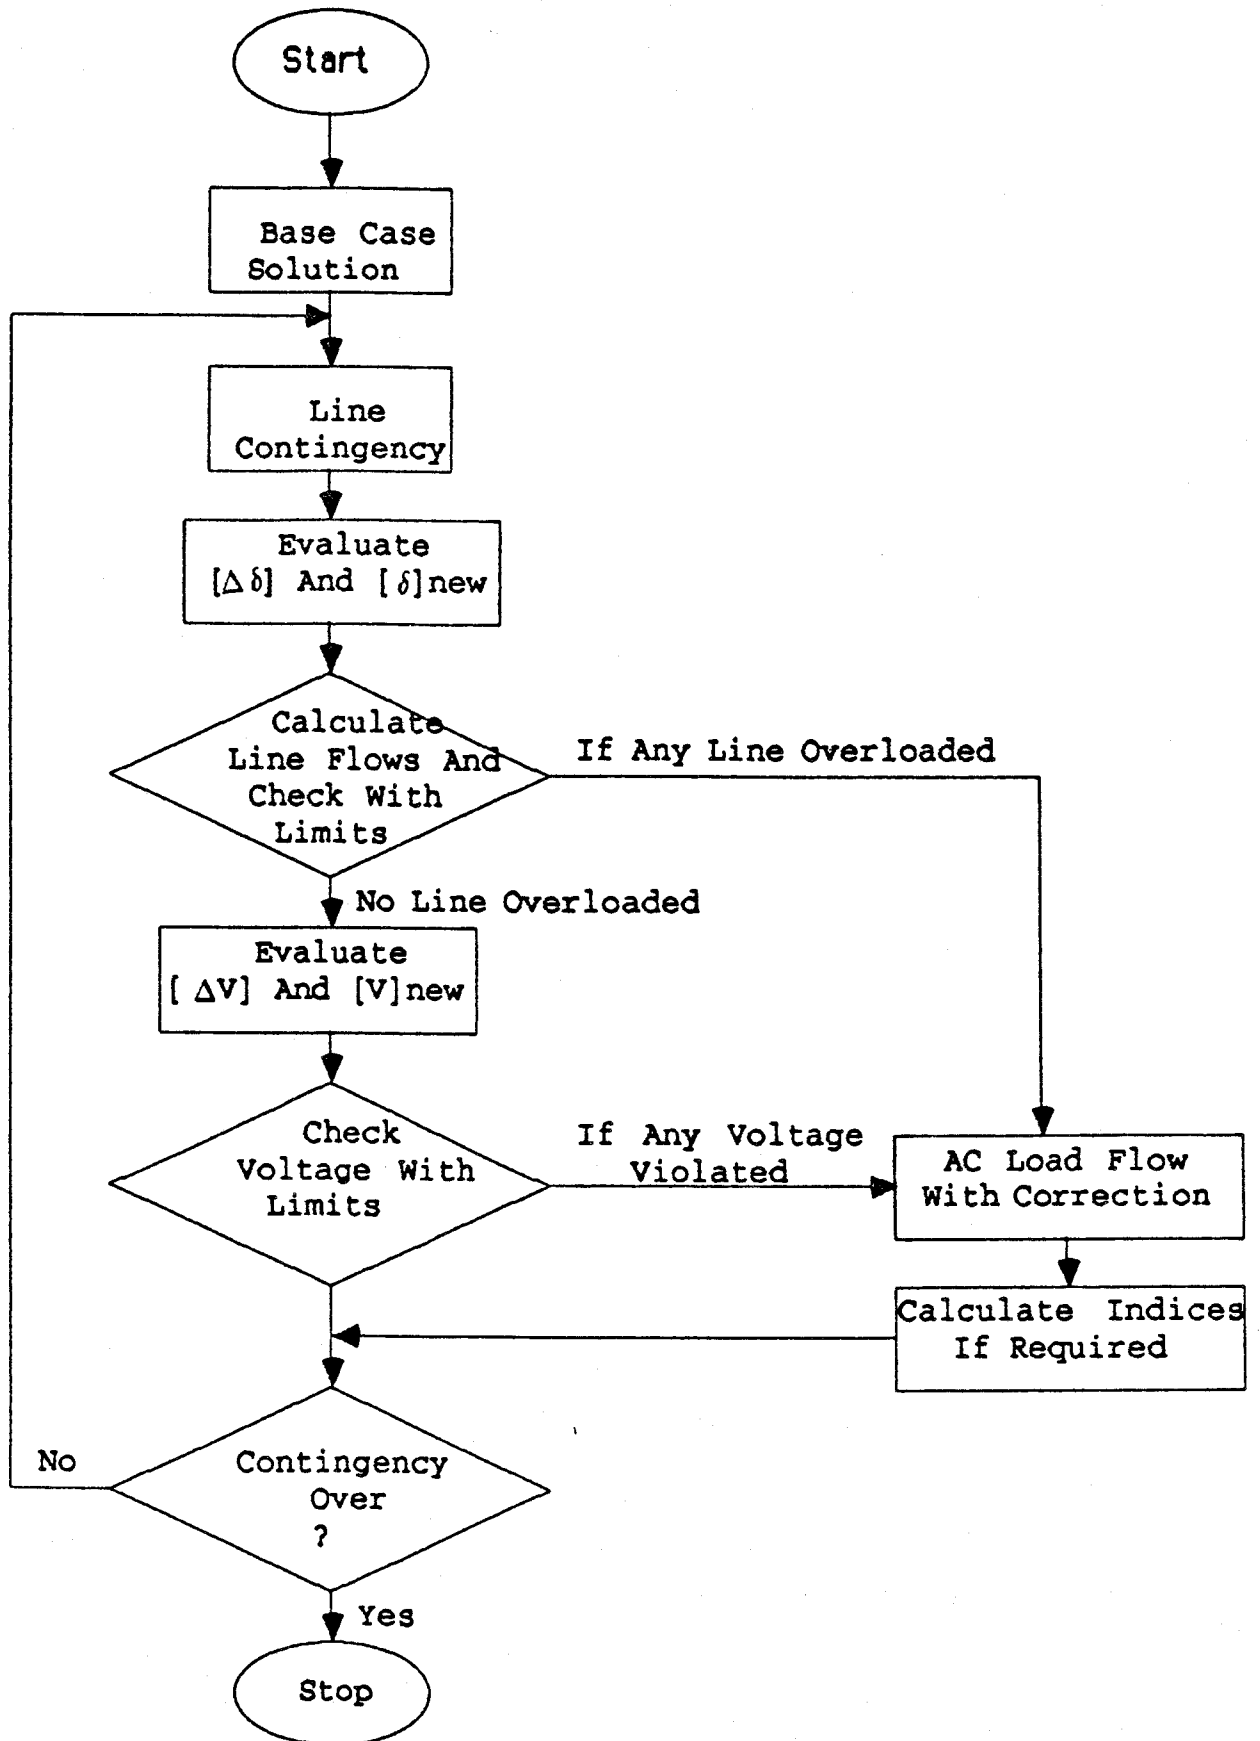 Start
Base Case
Solution
Line
Contingency
Evaluate
[Δδ] And [δ]new
Calculate
Line Flows And
Check With
Limits
If Any Line Overloaded
No Line Overloaded
Evaluate
[ΔV] And [V]new
Check
Voltage With
Limits
If Any Voltage
Violated
AC Load Flow
With Correction
Calculate Indices
If Required
No
Contingency
Over
?
Yes
Stop